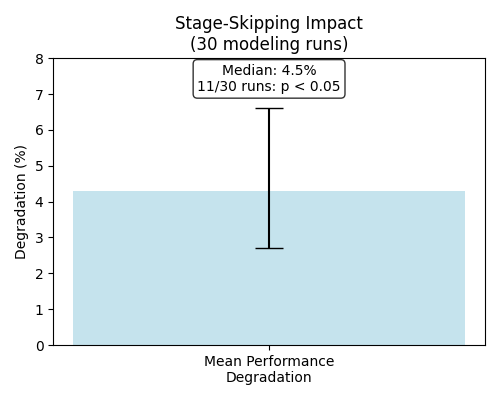 Stage-Skipping Impact
(30 modeling runs)
Median: 4.5%
11/30 runs: p < 0.05
Degradation (%)
8
7
6
5
4
3
2
1
0
Mean Performance
Degradation